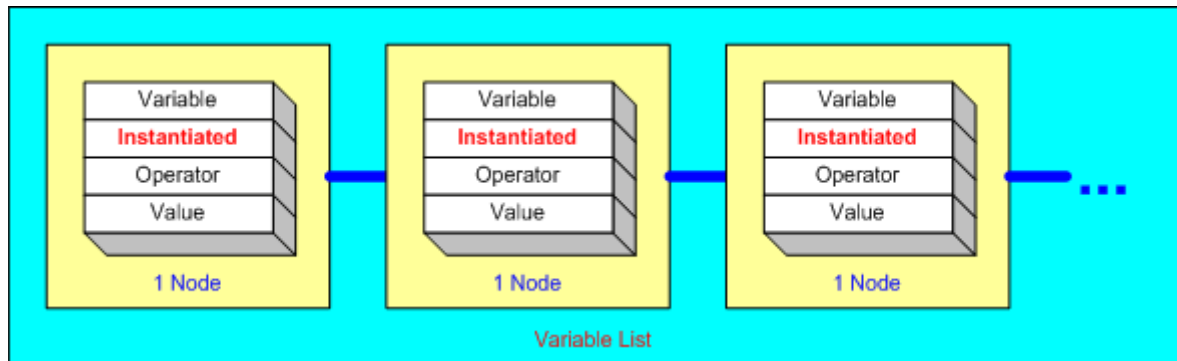 Variable
Instantiated
Operator
Value
1 Node
Variable
Instantiated
Operator
Value
1 Node
Variable
Instantiated
Operator
Value
1 Node
...
Variable List